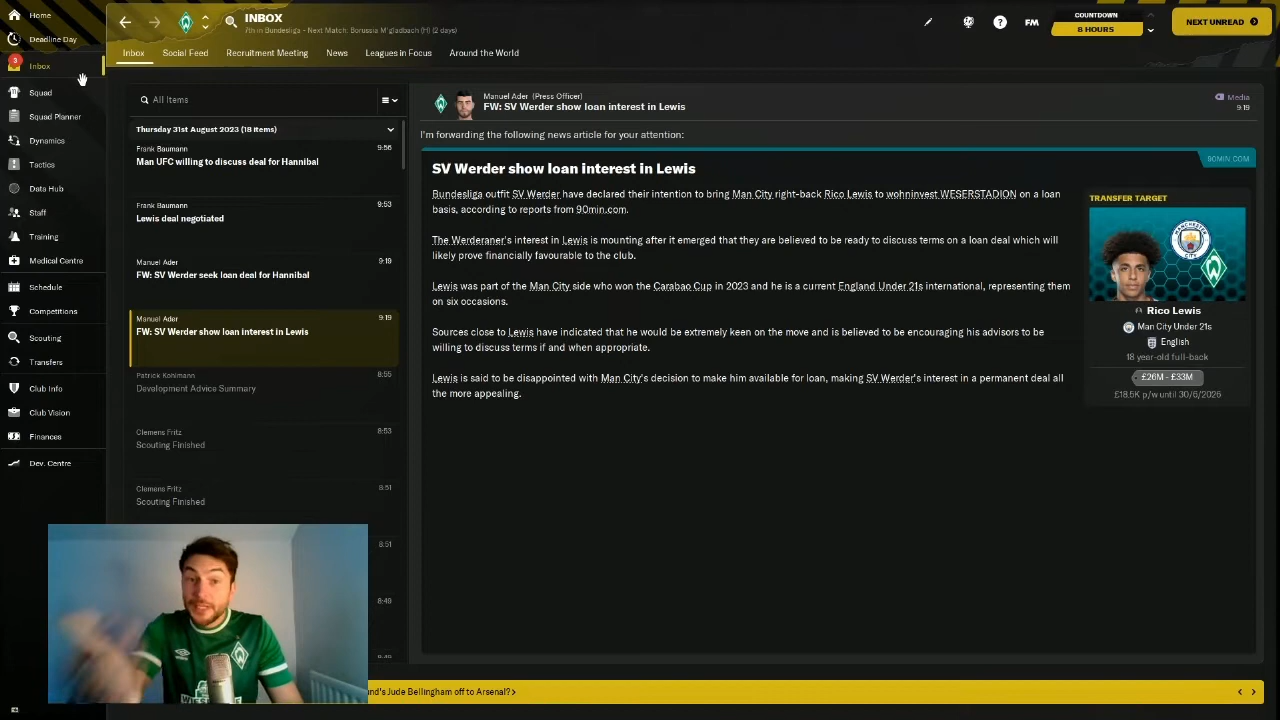 Home
Deadline Day
3
Inbox
Squad
Squad Planner
Dynamics
Tactics
Data Hub
Staff
Training
Medical Centre
Schedule
Competitions
Scouting
Transfers
Club Info
Club Vision
Finances
Dev. Centre
INBOX
7th in Bundesliga - Next Match: Borussia M'gladbach (H) (2 days)
FM
COUNTDOWN
8 HOURS
NEXT UNREAD
Inbox
Social Feed
Recruitment Meeting
News
Leagues in Focus
Around the World
All Items
Thursday 31st August 2023 (18 items)
Frank Baumann 9:56
Man UFC willing to discuss deal for Hannibal
Frank Baumann 9:53
Lewis deal negotiated
Manuel Ader 9:19
FW: SV Werder seek loan deal for Hannibal
Manuel Ader 9:19
FW: SV Werder show loan interest in Lewis
Patrick Kohlmann 8:55
Development Advice Summary
Clemens Fritz 8:53
Scouting Finished
Clemens Fritz 8:51
Scouting Finished
8:51
8:49
Manuel Ader (Press Officer)
FW: SV Werder show loan interest in Lewis
Media
9:19
I'm forwarding the following news article for your attention:
90MIN.COM
SV Werder show loan interest in Lewis
Bundesliga outfit SV Werder have declared their intention to bring Man City right-back Rico Lewis to wohninvest WESERSTADION on a loan
basis, according to reports from 90min.com.
The Werderaner's interest in Lewis is mounting after it emerged that they are believed to be ready to discuss terms on a loan deal which will
likely prove financially favourable to the club.
Lewis was part of the Man City side who won the Carabao Cup in 2023 and he is a current England Under 21s international, representing them
on six occasions.
Sources close to Lewis have indicated that he would be extremely keen on the move and is believed to be encouraging his advisors to be
willing to discuss terms if and when appropriate.
Lewis is said to be disappointed with Man City's decision to make him available for loan, making SV Werder's interest in a permanent deal all
the more appealing.
TRANSFER TARGET
Rico Lewis
Man City Under 21s
English
18 year-old full-back
£26M - £33M
£18.5K p/w until 30/6/2026
Jude Bellingham off to Arsenal?